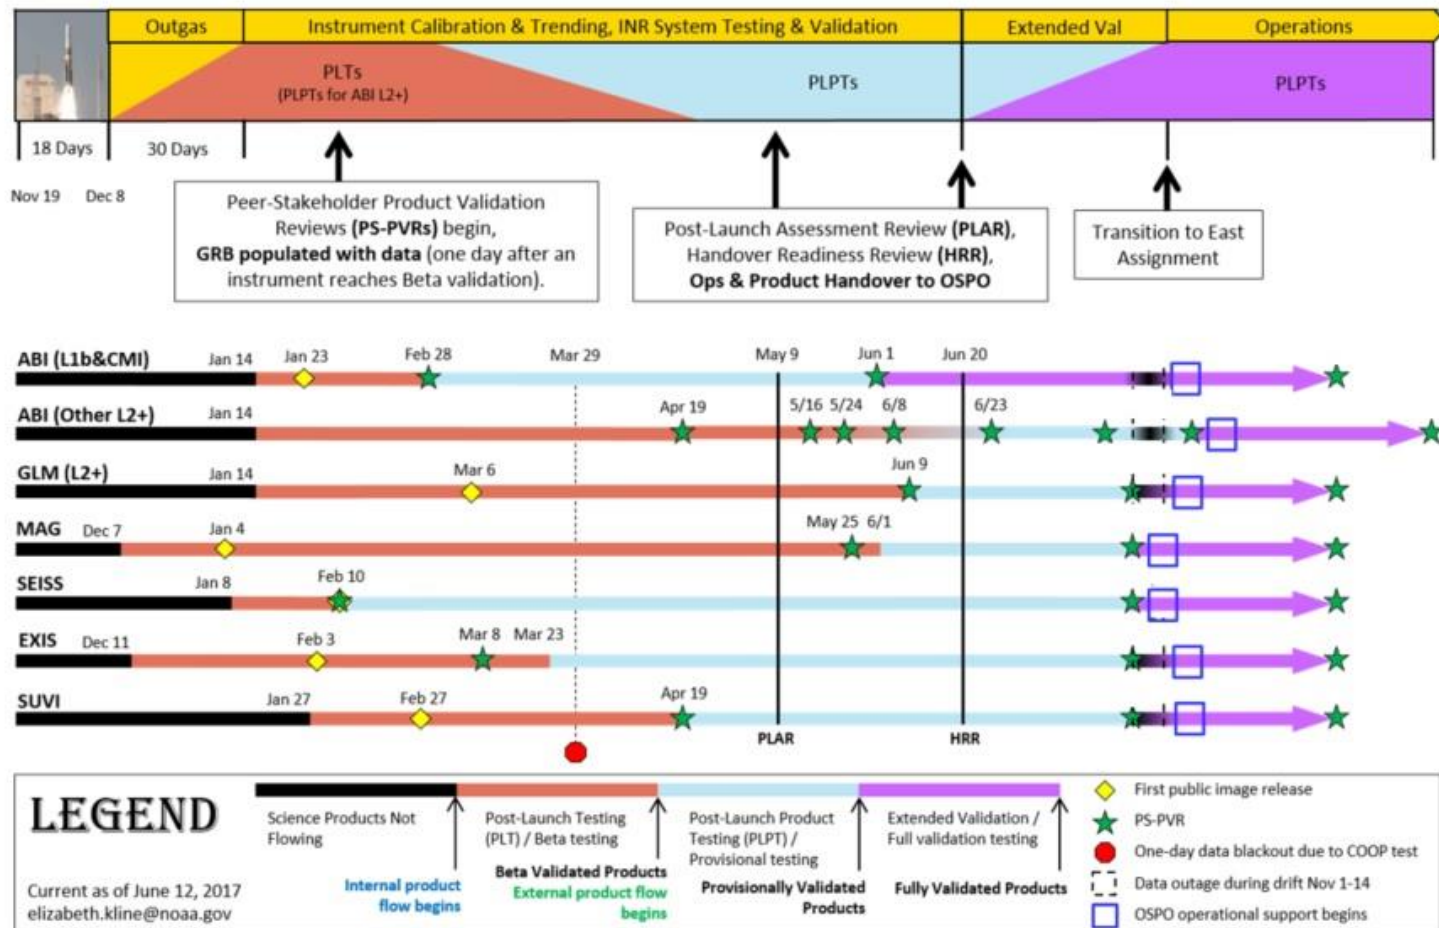 Outgas
Instrument Calibration & Trending, INR System Testing & Validation
Extended Val
Operations
PLTs
(PLPTs for ABI L2+)
PLPTs
PLPTs
18 Days
30 Days
Nov 19
Dec 8
Peer-Stakeholder Product Validation
Reviews (PS-PVRs) begin,
GRB populated with data (one day after an
instrument reaches Beta validation).
Post-Launch Assessment Review (PLAR),
Handover Readiness Review (HRR),
Ops & Product Handover to OSPO
Transition to East
Assignment
ABI (L1b&CMI)
Jan 14
Jan 23
Feb 28
Mar 29
May 9
Jun 1
Jun 20
ABI (Other L2+)
Jan 14
Apr 19
5/16
5/24
6/8
6/23
GLM (L2+)
Jan 14
Mar 6
Jun 9
MAG
Dec 7
Jan 4
May 25
6/1
SEISS
Jan 8
Feb 10
EXIS
Dec 11
Feb 3
Mar 8
Mar 23
SUVI
Jan 27
Feb 27
Apr 19
PLAR
HRR
LEGEND
Current as of June 12, 2017
elizabeth.kline@noaa.gov
Science Products Not
Flowing
Internal product
flow begins
Post-Launch Testing
(PLT) / Beta testing
Beta Validated Products
External product flow
begins
Post-Launch Product
Testing (PLPT) /
Provisional testing
Provisionally Validated
Products
Extended Validation /
Full validation testing
Fully Validated Products
First public image release
PS-PVR
One-day data blackout due to COOP test
Data outage during drift Nov 1-14
OSPO operational support begins